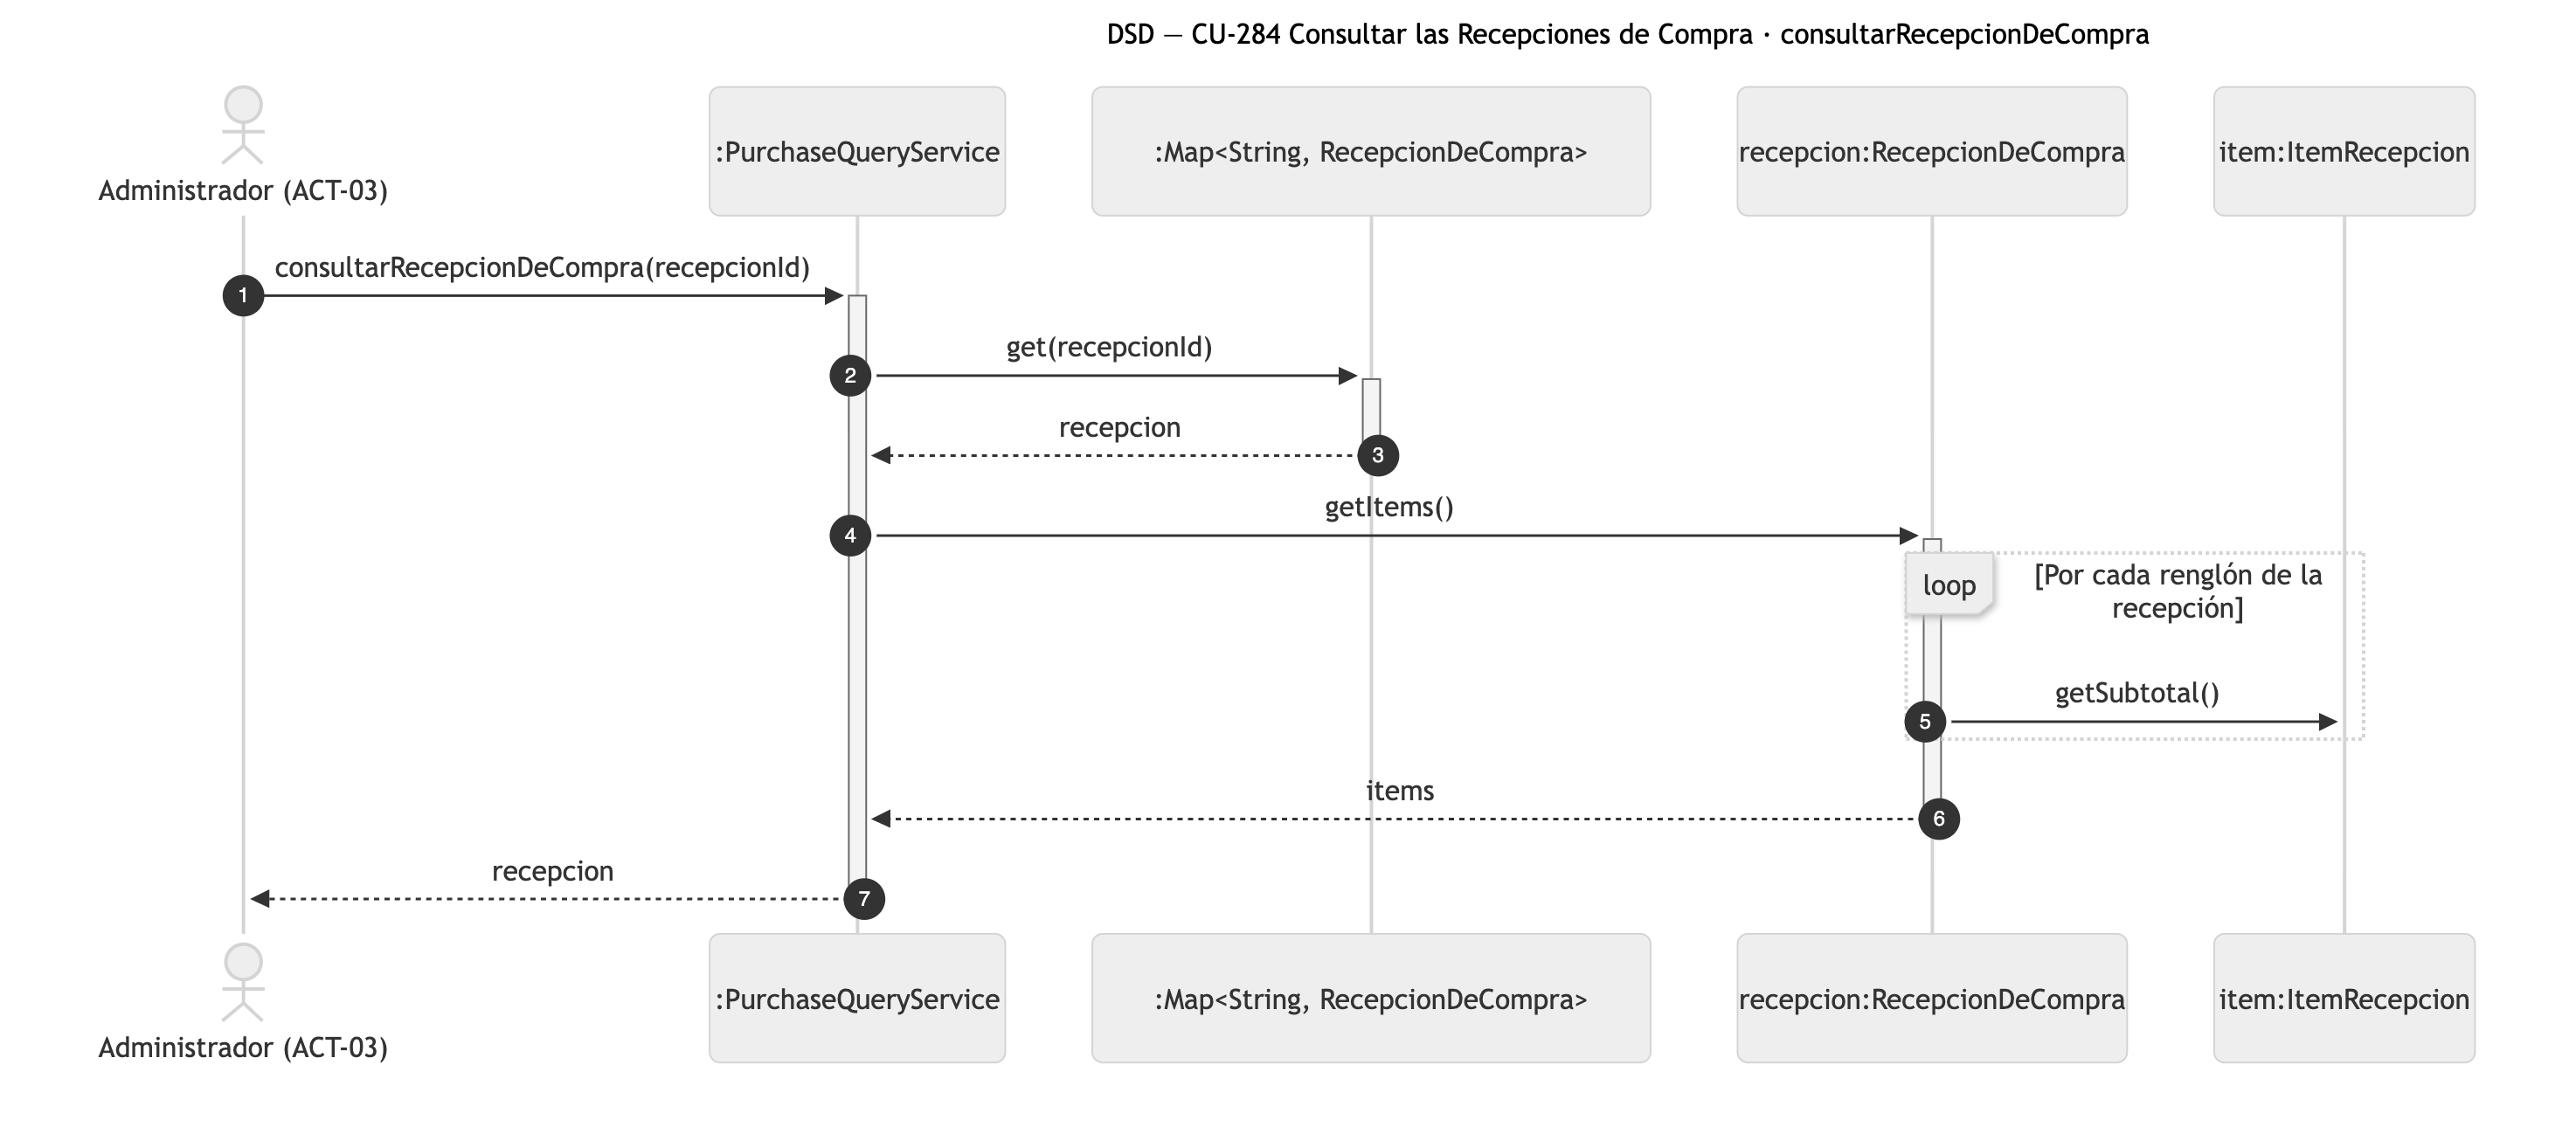 DSD — CU-284 Consultar las Recepciones de Compra · consultarRecepcionDeCompra
Administrador (ACT-03)
:PurchaseQueryService
:Map<String, RecepcionDeCompra>
recepcion:RecepcionDeCompra
item:ItemRecepcion
consultarRecepcionDeCompra(recepcionId)
1
get(recepcionId)
2
recepcion
3
getItems()
4
loop
[Por cada renglón de la
recepción]
getSubtotal()
5
items
6
recepcion
7
Administrador (ACT-03)
:PurchaseQueryService
:Map<String, RecepcionDeCompra>
recepcion:RecepcionDeCompra
item:ItemRecepcion